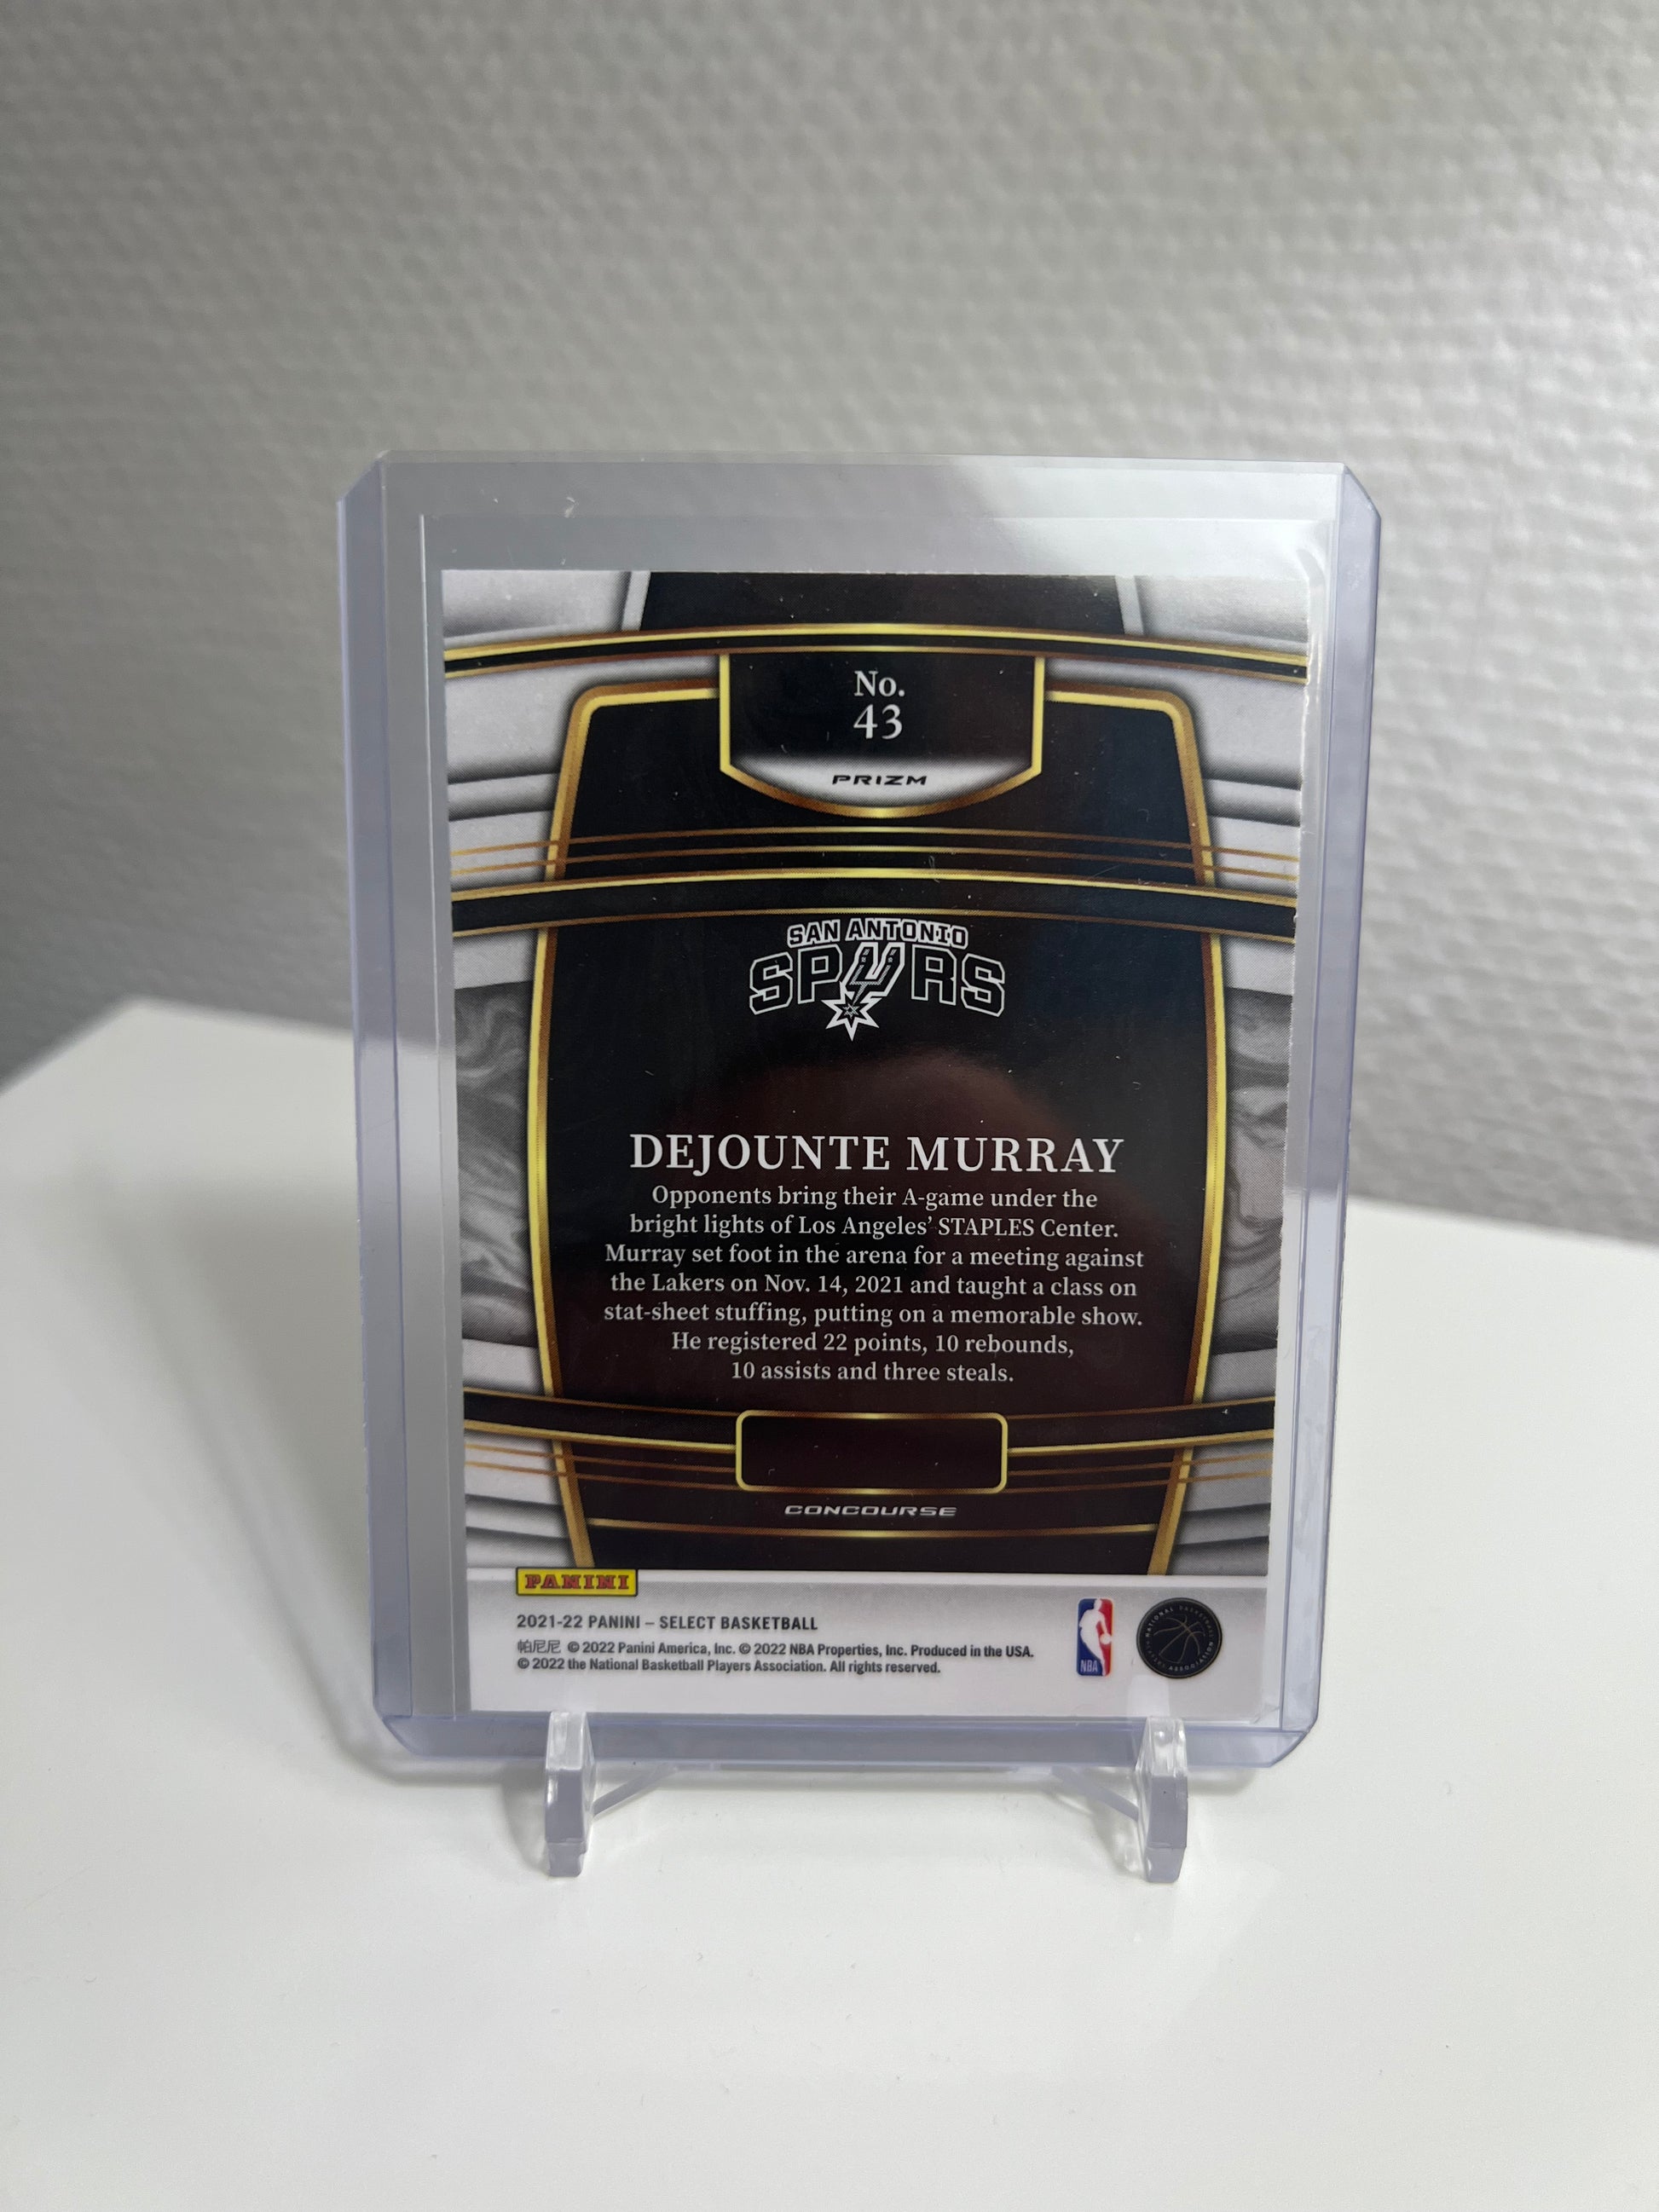 No.
43
PRIZM
SAN ANTONIO
SPURS
DEJOUNTE MURRAY
Opponents bring their A-game under the
bright lights of Los Angeles' STAPLES Center.
Murray set foot in the arena for a meeting against
the Lakers on Nov. 14, 2021 and taught a class on
stat-sheet stuffing, putting on a memorable show.
He registered 22 points, 10 rebounds,
10 assists and three steals.
CONCOURSE
PANINI
2021-22 PANINI – SELECT BASKETBALL
帕尼尼 © 2022 Panini America, Inc. © 2022 NBA Properties, Inc. Produced in the USA.
© 2022 the National Basketball Players Association. All rights reserved.
NBA
NATIONAL BASKETBALL